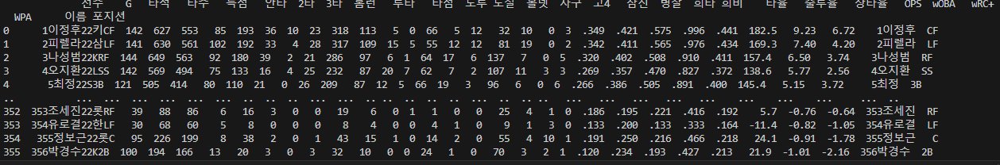 선수 G 타석 타수 득점 안타 2타 3타 홈런 루타 타점 도루 도실 볼넷 사구 고4 삼진 병살 희타 희비 타율 출루율 장타율 OPS wOBA wRC+
WPA 이름 포지션
0 1이정후22키CF 142 627 553 85 193 36 10 23 318 113 5 0 66 5 12 32 10 0 3 .349 .421 .575 .996 .441 182.5 9.23 6.72 1이정후 CF
1 2피렐라22삼LF 141 630 561 102 192 33 4 28 317 109 15 5 55 12 12 81 19 0 2 .342 .411 .565 .976 .434 169.3 7.40 4.20 2피렐라 LF
2 3나성범22KRF 144 649 563 92 180 39 2 21 286 97 6 1 64 17 6 137 7 0 5 .320 .402 .508 .910 .411 157.4 6.50 3.74 3나성범 RF
3 4오지환22LSS 142 569 494 75 133 16 4 25 232 87 20 7 62 7 2 107 11 3 3 .269 .357 .470 .827 .372 138.6 5.77 2.56 4오지환 SS
4 5최정22S3B 121 505 414 80 110 21 0 26 209 87 12 5 66 19 3 96 6 0 6 .266 .386 .505 .891 .400 145.4 5.15 3.72 5최정 3B
.. ... ... ... ... ... ... .. .. ... ... .. .. .. .. .. ... .. .. .. ... ... ... ... ... ... ... ... ... ..
352 353조세진22롯RF 39 88 86 6 16 3 0 0 19 6 0 1 1 0 0 25 4 1 0 .186 .195 .221 .416 .192 5.7 -0.76 -0.64 353조세진 RF
353 354유로결22한LF 30 68 60 5 8 0 0 0 8 4 0 0 4 1 0 9 1 3 0 .133 .200 .133 .333 .164 -11.4 -0.82 -1.05 354유로결 LF
354 355정보근22롯C 95 226 199 8 38 2 0 1 43 15 1 0 14 2 0 55 4 10 1 .191 .250 .216 .466 .218 24.1 -0.91 -1.78 355정보근 C
355 356박경수22K2B 100 194 166 13 20 3 0 3 32 10 0 0 24 1 0 70 3 2 1 .120 .234 .193 .427 .213 21.9 -1.01 -2.16 356박경수 2B